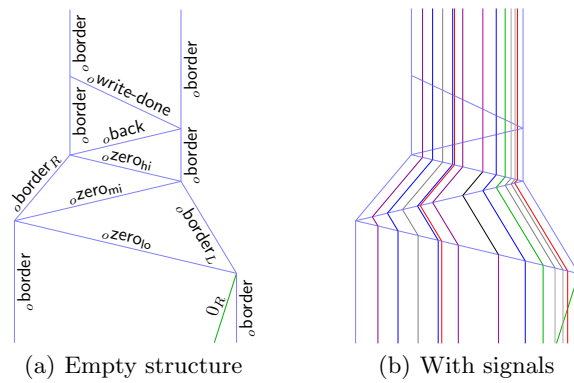 oborder
oborder
owrite-done
oborder
oback
oborder
ozerohi
oborderR
ozeromi
oborderL
ozerolo
oborder
0R
oborder
(a) Empty structure
(b) With signals